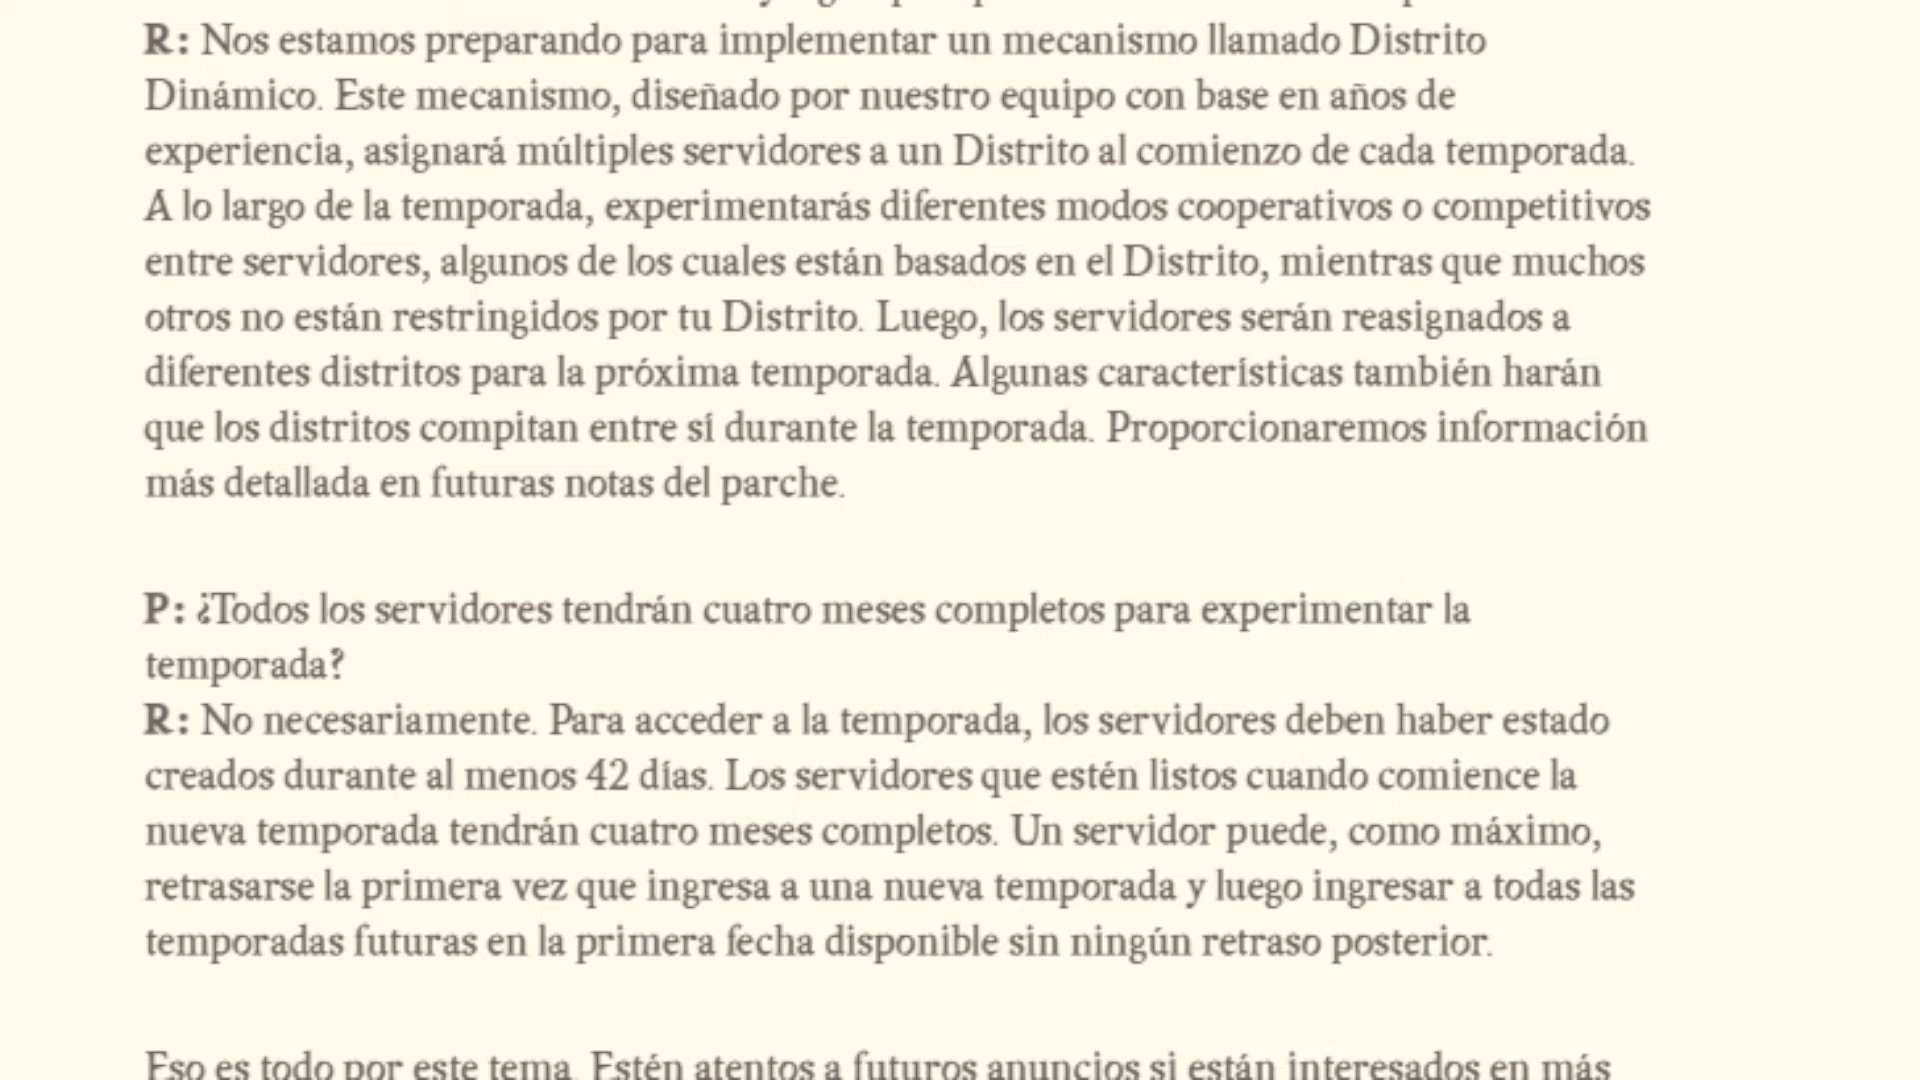 R: Nos estamos preparando para implementar un mecanismo llamado Distrito
Dinámico. Este mecanismo, diseñado por nuestro equipo con base en años de
experiencia, asignará múltiples servidores a un Distrito al comienzo de cada temporada.
A lo largo de la temporada, experimentarás diferentes modos cooperativos o competitivos
entre servidores, algunos de los cuales están basados en el Distrito, mientras que muchos
otros no están restringidos por tu Distrito. Luego, los servidores serán reasignados a
diferentes distritos para la próxima temporada. Algunas características también harán
que los distritos compitan entre sí durante la temporada. Proporcionaremos información
más detallada en futuras notas del parche.
P: ¿Todos los servidores tendrán cuatro meses completos para experimentar la
temporada?
R: No necesariamente. Para acceder a la temporada, los servidores deben haber estado
creados durante al menos 42 días. Los servidores que estén listos cuando comience la
nueva temporada tendrán cuatro meses completos. Un servidor puede, como máximo,
retrasarse la primera vez que ingresa a una nueva temporada y luego ingresar a todas las
temporadas futuras en la primera fecha disponible sin ningún retraso posterior.
Eso es todo por este tema. Estén atentos a futuros anuncios si están interesados en más